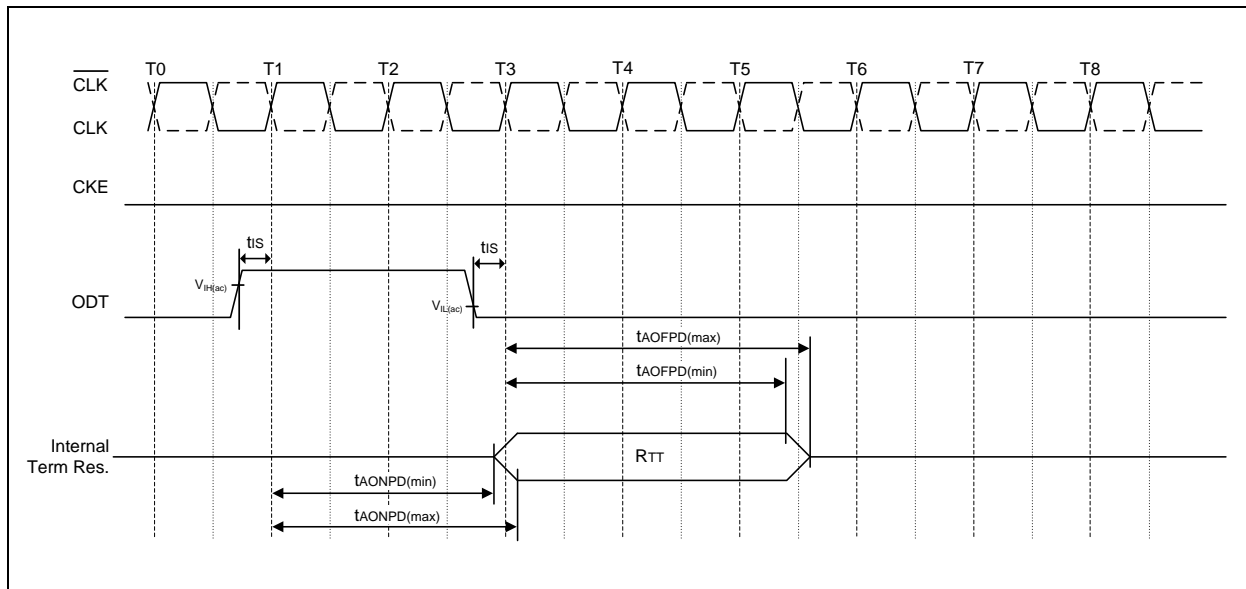 T0 T1 T2 T3 T4 T5 T6 T7 T8
CLK
CLK
CKE
tIS tIS
VIH(ac)
ODT
VIL(ac)
tAOFPD(max)
tAOFPD(min)
Internal
Term Res.
RTT
tAONPD(min)
tAONPD(max)